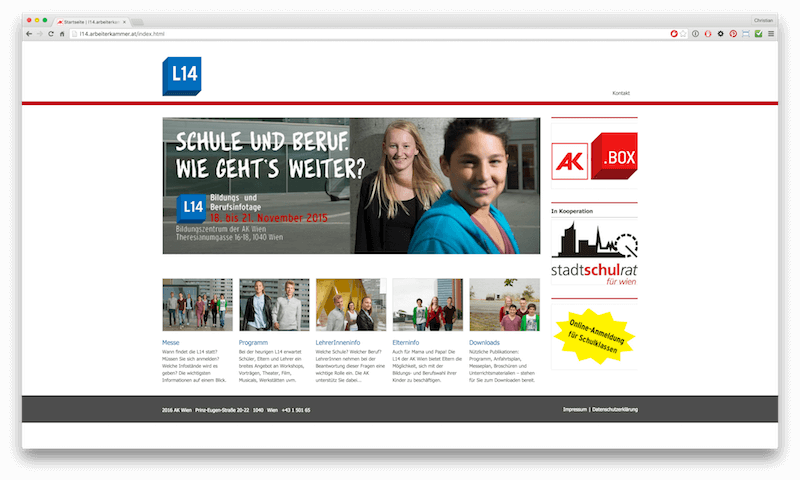 Startseite | l14.arbeiterkammer.at
Christian
l14.arbeiterkammer.at/index.html
L14
Kontakt
SCHULE UND BERUF.
WIE GEHT'S WEITER?
L14
Bildungs- und
Berufsinfotage
18. bis 21. November 2015
Bildungszentrum der AK Wien
Theresianumgasse 16-18, 1040 Wien
AK
.BOX
In Kooperation
stadtschulrat
für wien
Online-Anmeldung
für Schulklassen
Messe
Wann findet die L14 statt?
Müssen Sie sich anmelden?
Welche Infostände wird es
geben? Die wichtigsten
Informationen auf einem Blick.
Programm
Bei der heurigen L14 erwartet
Schüler, Eltern und Lehrer ein
breites Angebot an Workshops,
Vorträgen, Theater, Film,
Musicals, Werkstätten uvm.
LehrerInneninfo
Welche Schule? Welcher Beruf?
LehrerInnen nehmen bei der
Beantwortung dieser Fragen eine
wichtige Rolle ein. Die AK
unterstützt Sie dabei...
Elterninfo
Auch für Mama und Papa! Die
L14 der AK Wien bietet Eltern die
Möglichkeit, sich mit der
Bildungs- und Berufswahl ihrer
Kinder zu beschäftigen.
Downloads
Nützliche Publikationen:
Programm, Anfahrtsplan,
Messeplan, Broschüren und
Unterrichtsmaterialien – stehen
für Sie zum Downloaden bereit.
2016 AK Wien Prinz-Eugen-Straße 20-22 1040 Wien +43 1 501 65
Impressum | Datenschutzerklärung